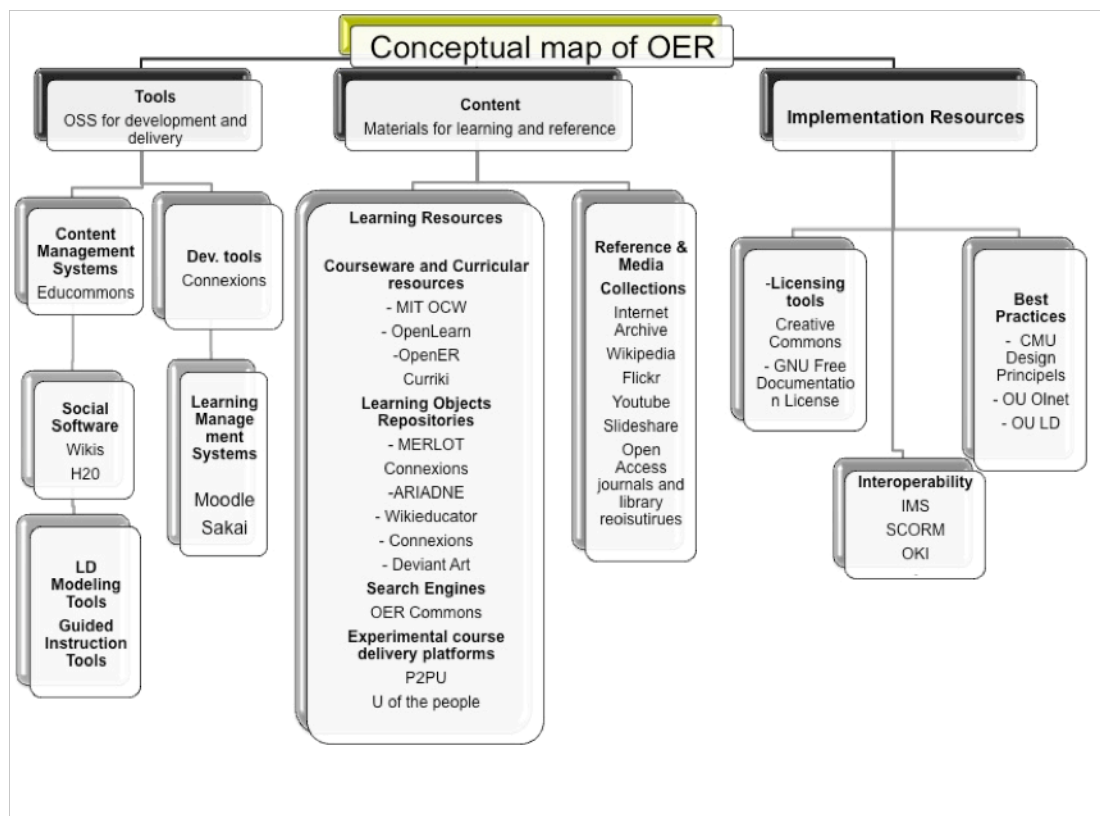 Conceptual map of OER
Tools
OSS for development and
delivery
Content
Materials for learning and reference
Implementation Resources
Content
Management
Systems
Educommons
Dev. tools
Connexions
Social
Software
Wikis
H20
Learning
Manage
ment
Systems
Moodle
Sakai
LD
Modeling
Tools
Guided
Instruction
Tools
Learning Resources
Courseware and Curricular
resources
- MIT OCW
- OpenLearn
-OpenER
Curriki
Learning Objects
Repositories
- MERLOT
Connexions
-ARIADNE
- Wikieducator
- Connexions
- Deviant Art
Search Engines
OER Commons
Experimental course
delivery platforms
P2PU
U of the people
Reference &
Media
Collections
Internet
Archive
Wikipedia
Flickr
Youtube
Slideshare
Open
Access
journals and
library
reoisutirues
-Licensing
tools
Creative
Commons
- GNU Free
Documentatio
n License
Best
Practices
- CMU
Design
Principels
- OU Olnet
- OU LD
Interoperability
IMS
SCORM
OKI